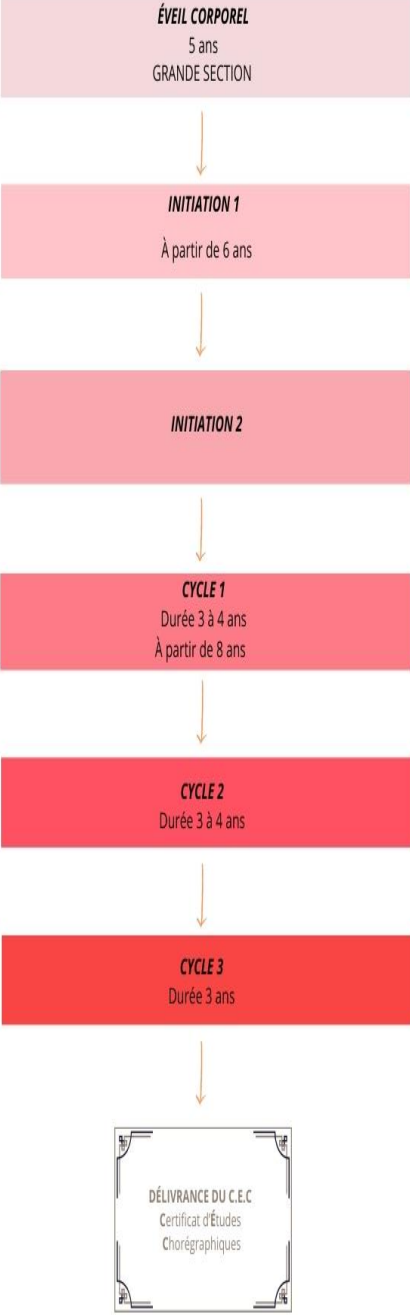 ÉVEIL CORPOREL
5 ans
GRANDE SECTION
INITIATION 1
À partir de 6 ans
INITIATION 2
CYCLE 1
Durée 3 à 4 ans
À partir de 8 ans
CYCLE 2
Durée 3 à 4 ans
CYCLE 3
Durée 3 ans
DÉLIVRANCE DU C.E.C
Certificat d'Études
Chorégraphiques